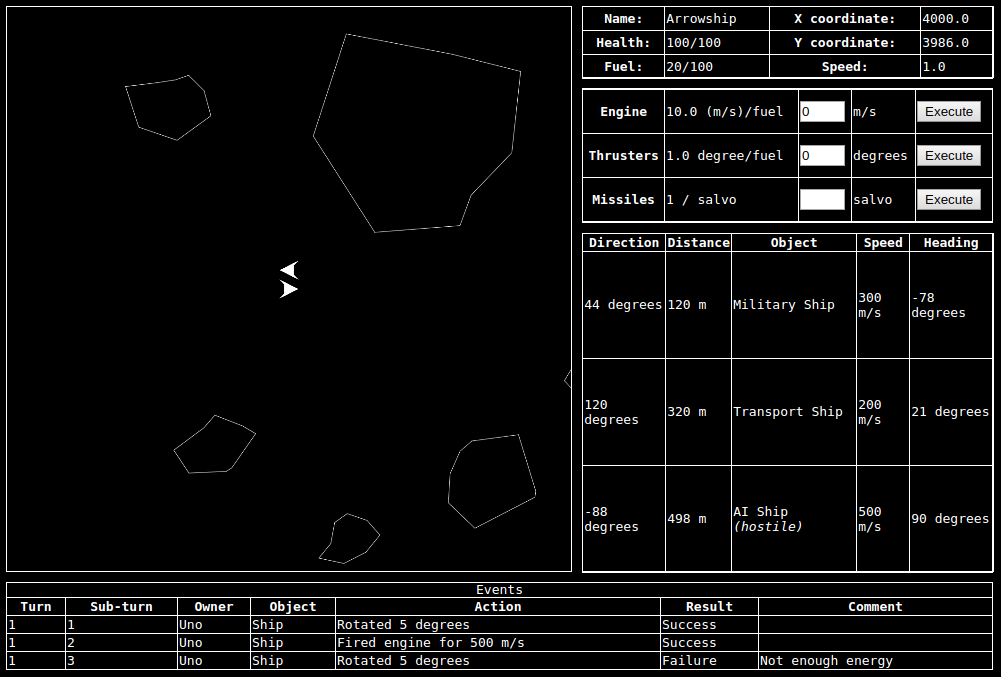 Name: Arrowship X coordinate: 4000.0
Health: 100/100 Y coordinate: 3986.0
Fuel: 20/100 Speed: 1.0
Engine 10.0 (m/s)/fuel 0 m/s Execute
Thrusters 1.0 degree/fuel 0 degrees Execute
Missiles 1 / salvo Execute
Direction Distance Object Speed Heading
44 degrees 120 m Military Ship 300 m/s -78 degrees
120 degrees 320 m Transport Ship 200 m/s 21 degrees
-88 degrees 498 m AI Ship (hostile) 500 m/s 90 degrees
Events
Turn Sub-turn Owner Object Action Result Comment
1 1 Uno Ship Rotated 5 degrees Success
1 2 Uno Ship Fired engine for 500 m/s Success
1 3 Uno Ship Rotated 5 degrees Failure Not enough energy